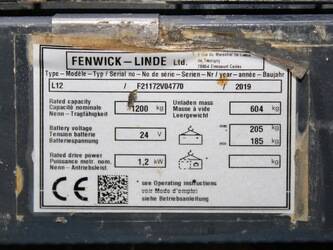 FENWICK – LINDE Ltd.
Type – Modèle – Typ / Serial no – No de série – Serien – Nr / year – année – Baujahr
L12 / F21172V04770 2019
Rated capacity
Capacité nominale
Nenn - Tragfähigkeit
1200 kg
Unladen mass
Masse à vide
Leergewicht
604 kg
Battery voltage
Tension batterie
Batteriespannung
24 V
max 205 kg
min 185 kg
Rated drive power
Puissance motr. nom.
Nenn - Antriebsleist
1,2 kW
CE
see Operating instructions
voir Mode d'emploi
siehe Betriebsanleitung